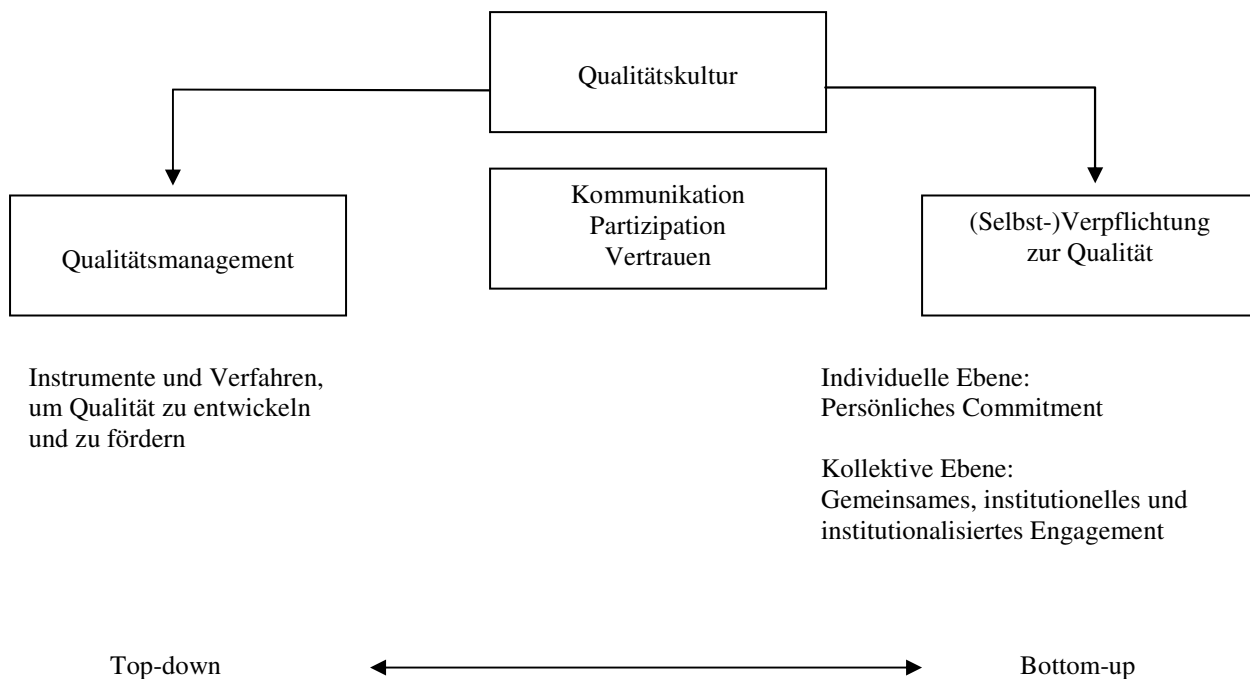 Qualitätskultur
Qualitätsmanagement
Kommunikation
Partizipation
Vertrauen
(Selbst-)Verpflichtung
zur Qualität
Instrumente und Verfahren,
um Qualität zu entwickeln
und zu fördern
Individuelle Ebene:
Persönliches Commitment
Kollektive Ebene:
Gemeinsames, institutionelles und
institutionalisiertes Engagement
Top-down
Bottom-up